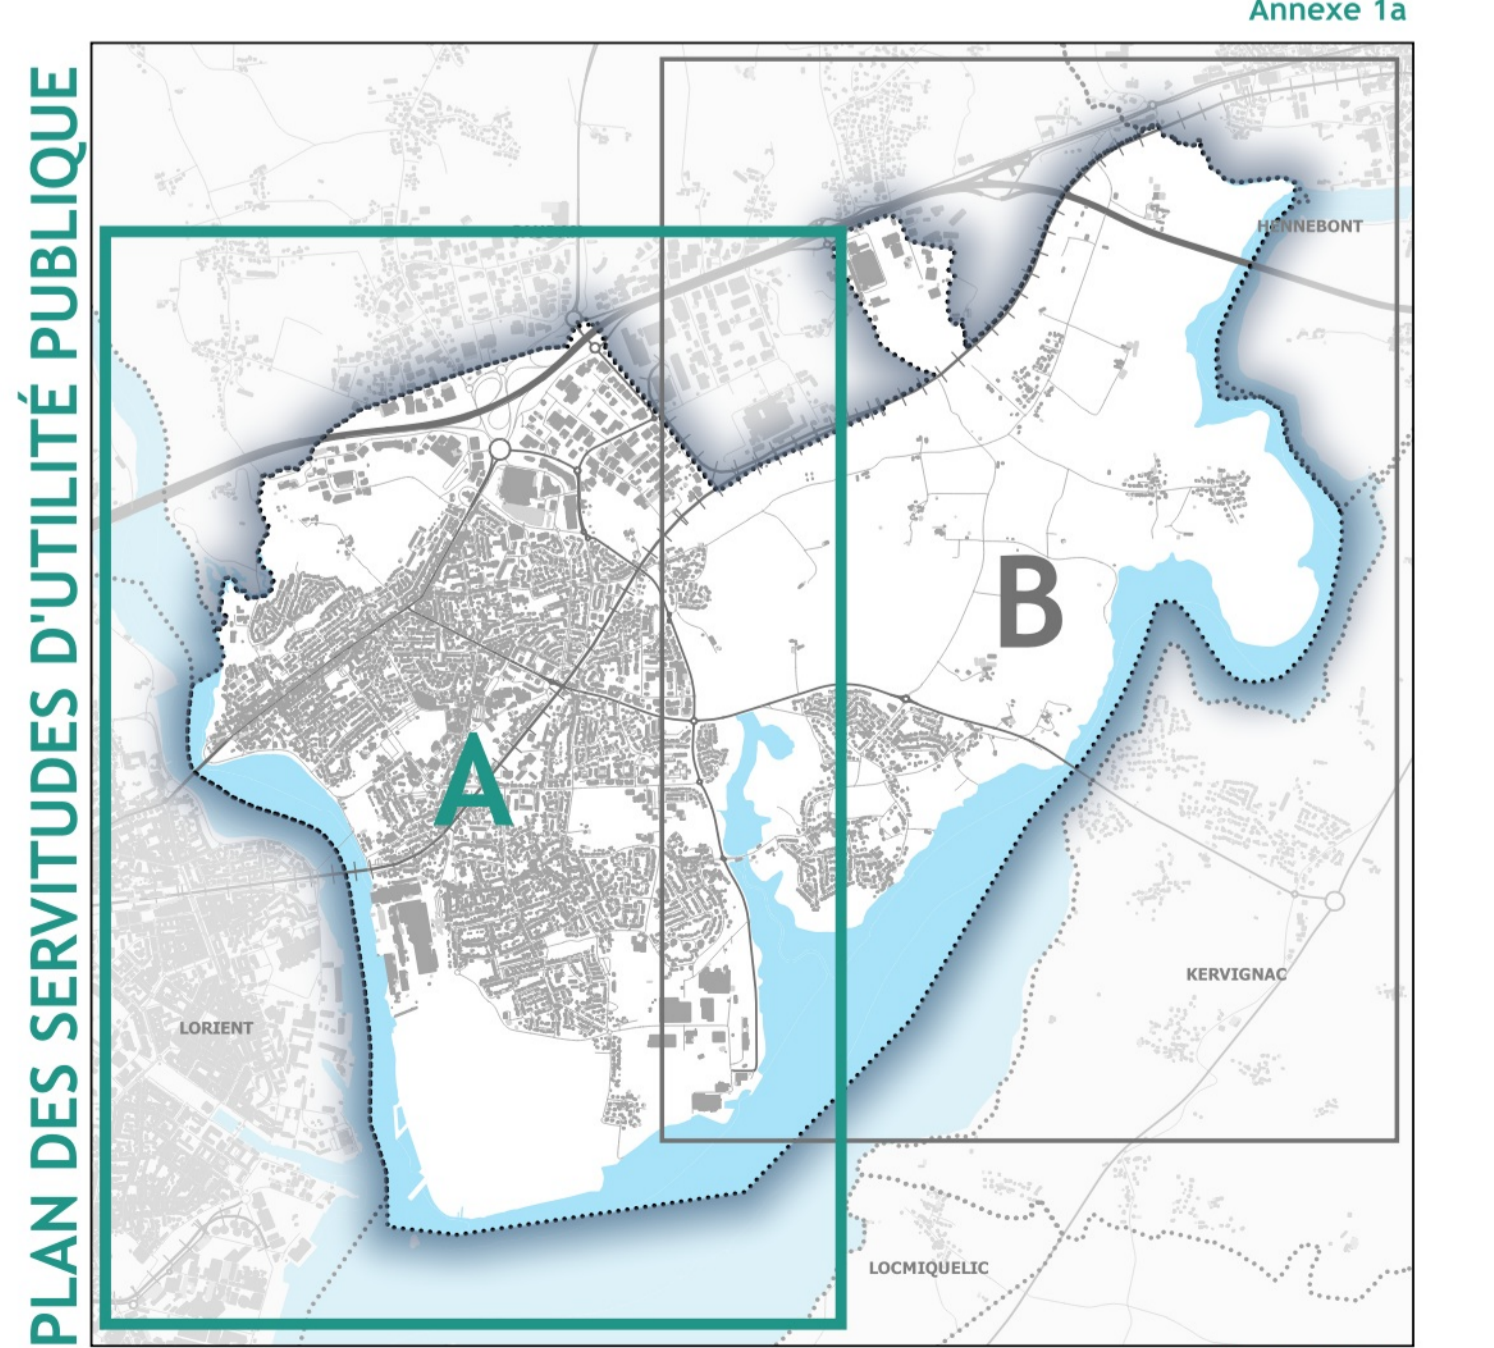 Annexe 1a
PLAN DES SERVITUDES D'UTILITÉ PUBLIQUE
HENNEBONT
B
A
KERVIGNAC
LORIENT
LOCMIQUELIC